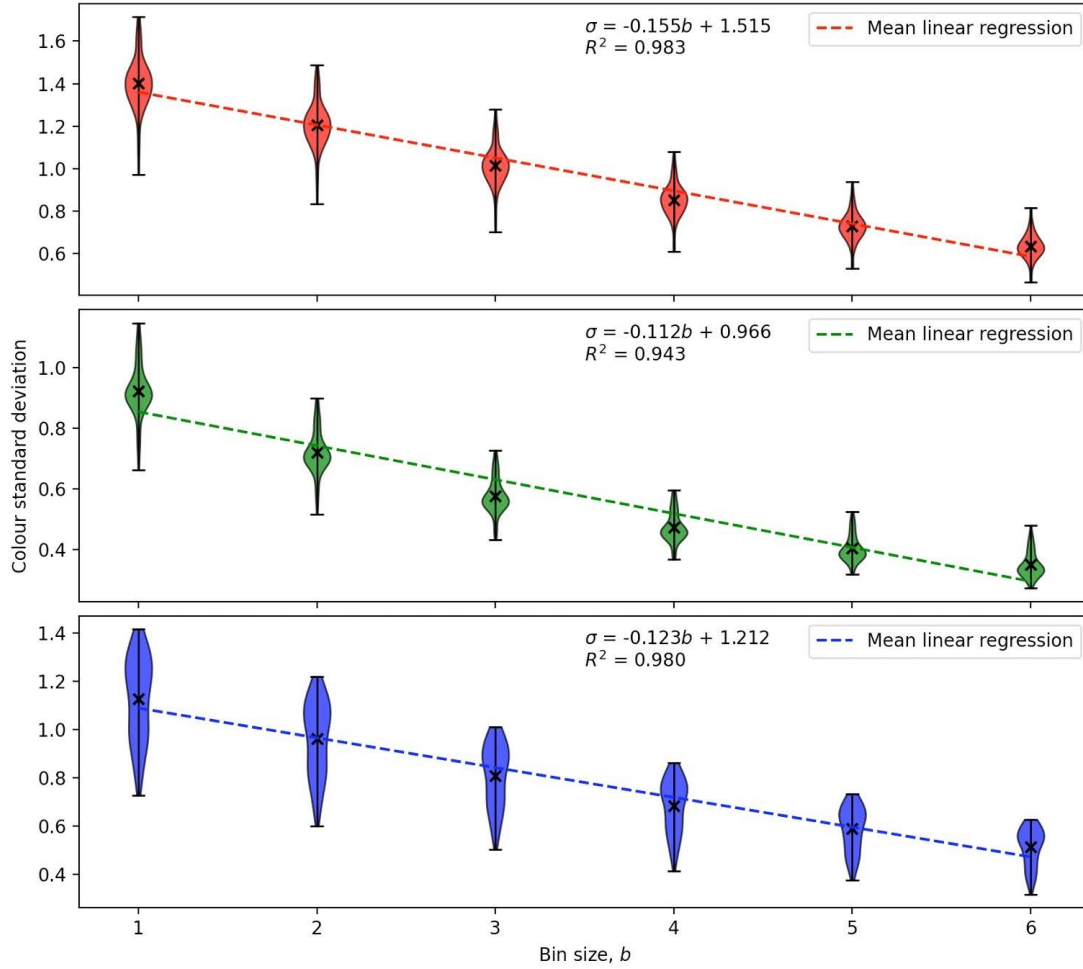 σ = -0.155b + 1.515
R² = 0.983
Mean linear regression
1.6
1.4
1.2
1.0
0.8
0.6
σ = -0.112b + 0.966
R² = 0.943
Mean linear regression
1.0
0.8
0.6
0.4
Colour standard deviation
σ = -0.123b + 1.212
R² = 0.980
Mean linear regression
1.4
1.2
1.0
0.8
0.6
0.4
1 2 3 4 5 6
Bin size, b